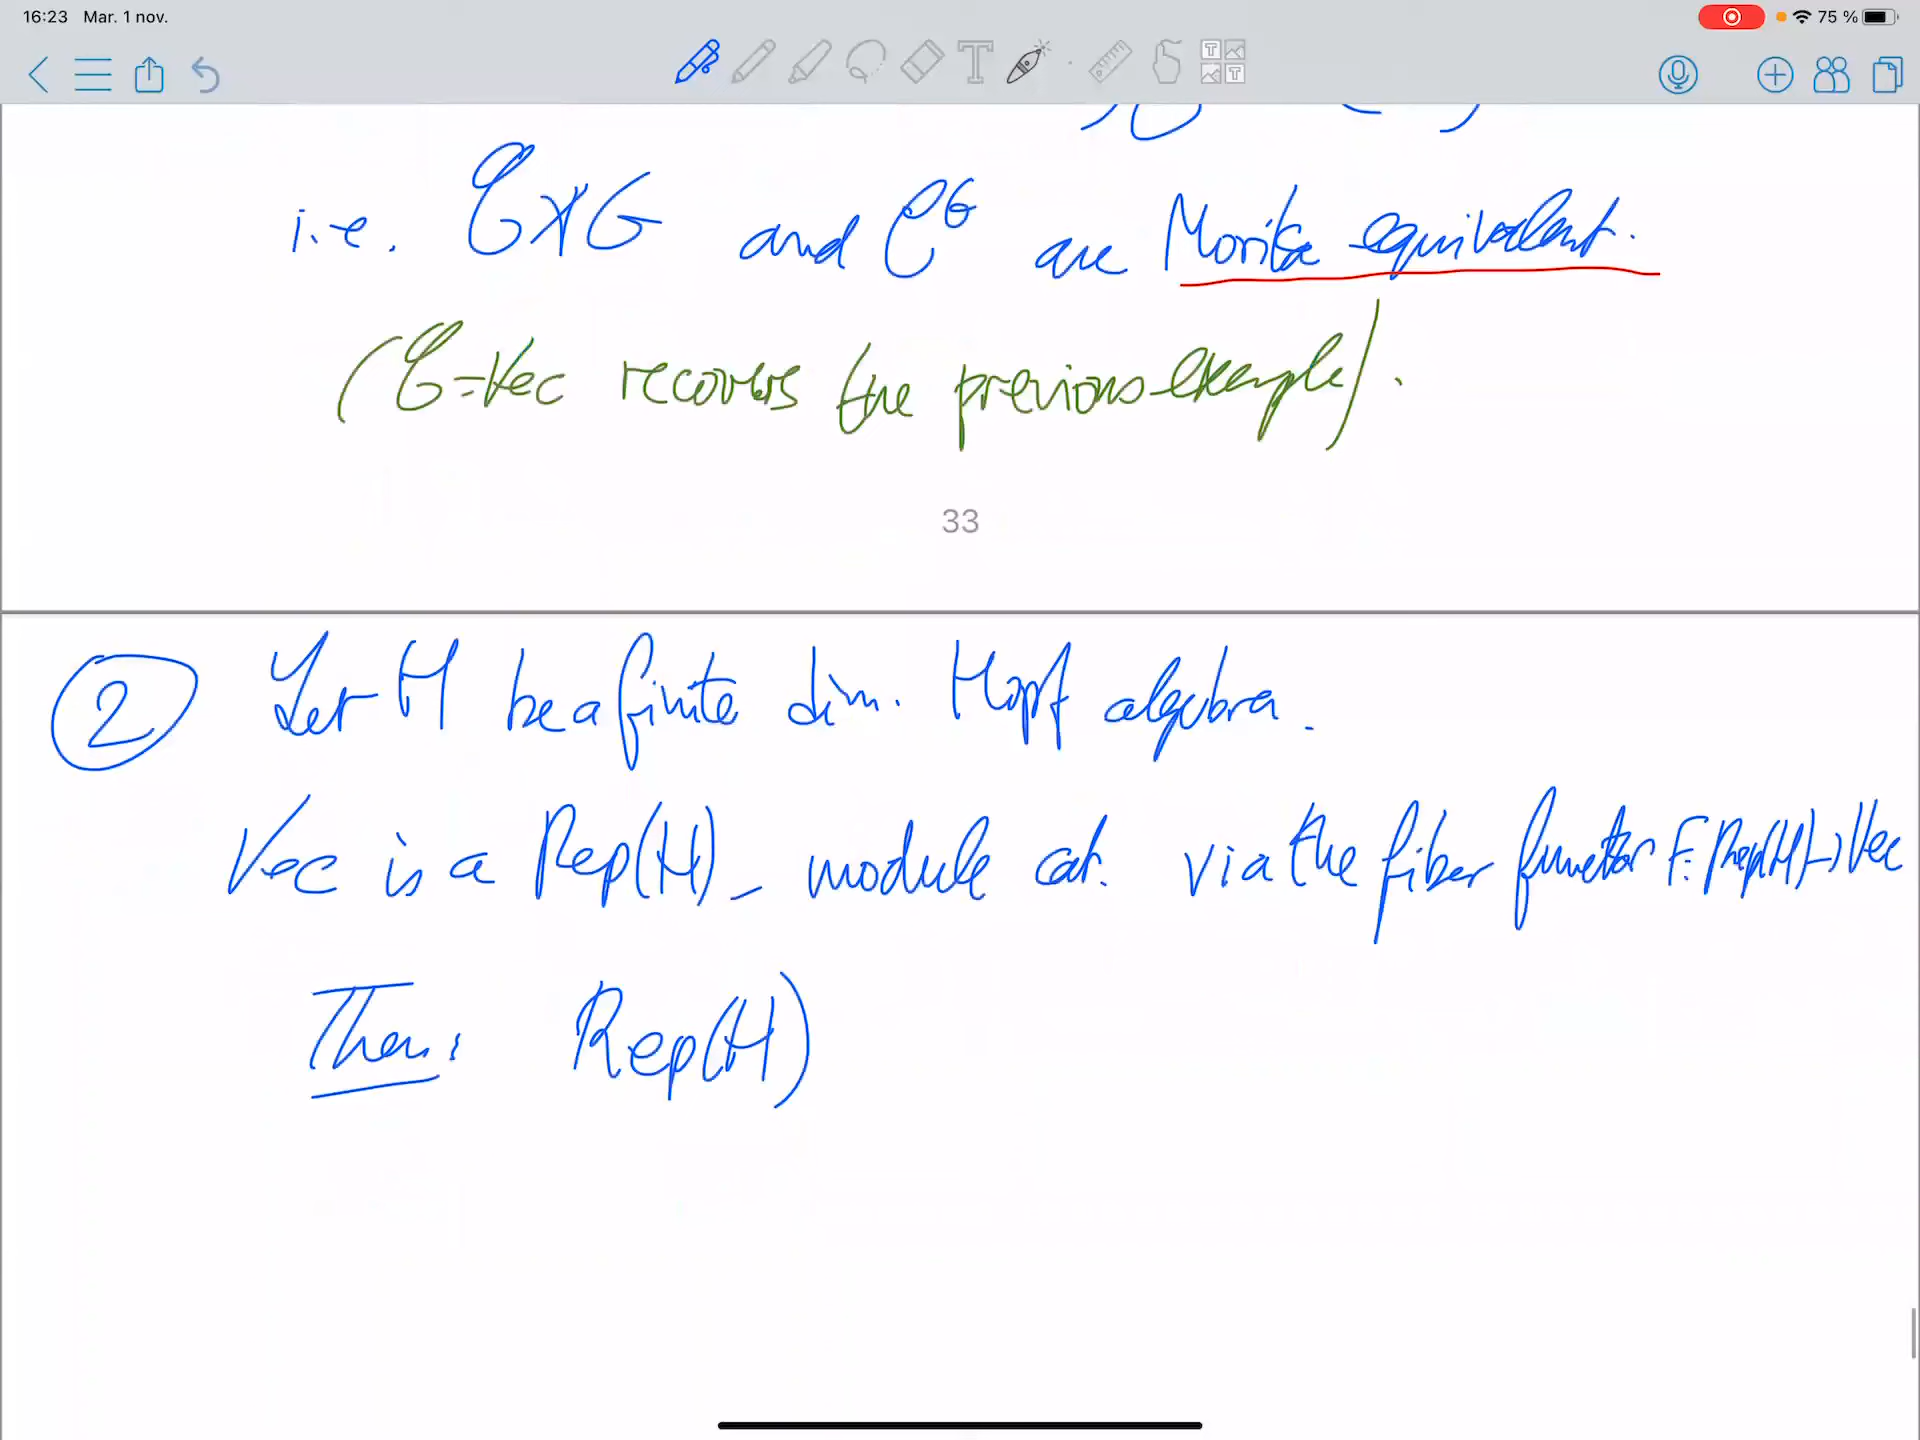 16:23 Mar. 1 nov. 75 %
i.e. C⋊G and C^G are Morita equivalent.
(C=Vec recovers the previous example).
33
② Let H be a finite dim. Hopf algebra.
Vec is a Rep(H)-module cat. via the fiber functor F: Rep(H)→Vec
Then: Rep(H)